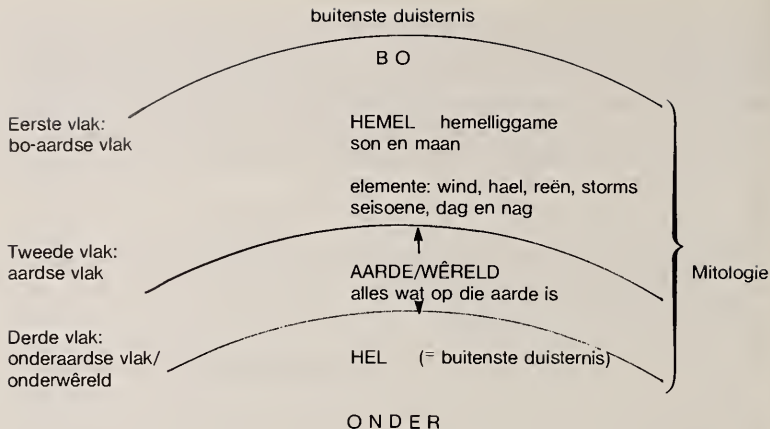 buitenste duisternis
B O
Eerste vlak:
bo-aardse vlak
HEMEL hemelliggame
son en maan
elemente: wind, hael, reën, storms
seisoene, dag en nag
Tweede vlak:
aardse vlak
AARDE/WÊRELD
alles wat op die aarde is
Mitologie
Derde vlak:
onderaardse vlak/
onderwêreld
HEL (= buitenste duisternis)
O N D E R